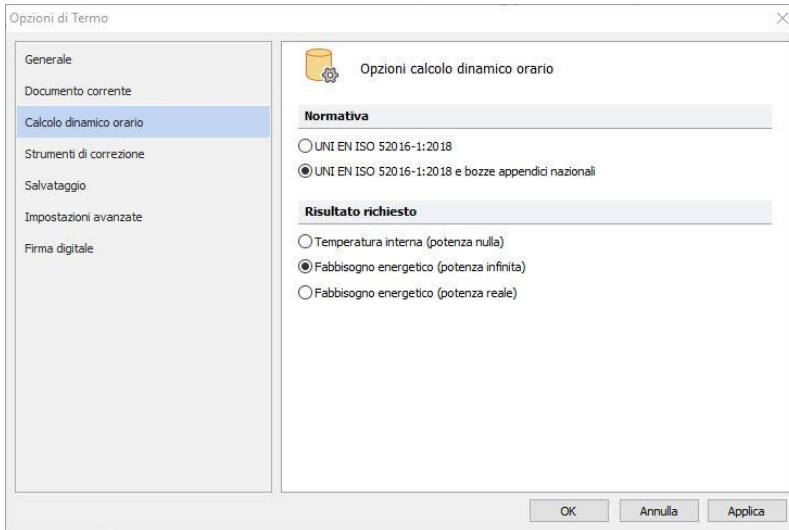 Opzioni di Termo
Generale
Documento corrente
Calcolo dinamico orario
Strumenti di correzione
Salvataggio
Impostazioni avanzate
Firma digitale
Opzioni calcolo dinamico orario
Normativa
UNI EN ISO 52016-1:2018
UNI EN ISO 52016-1:2018 e bozze appendici nazionali
Risultato richiesto
Temperatura interna (potenza nulla)
Fabbisogno energetico (potenza infinita)
Fabbisogno energetico (potenza reale)
OK Annulla Applica